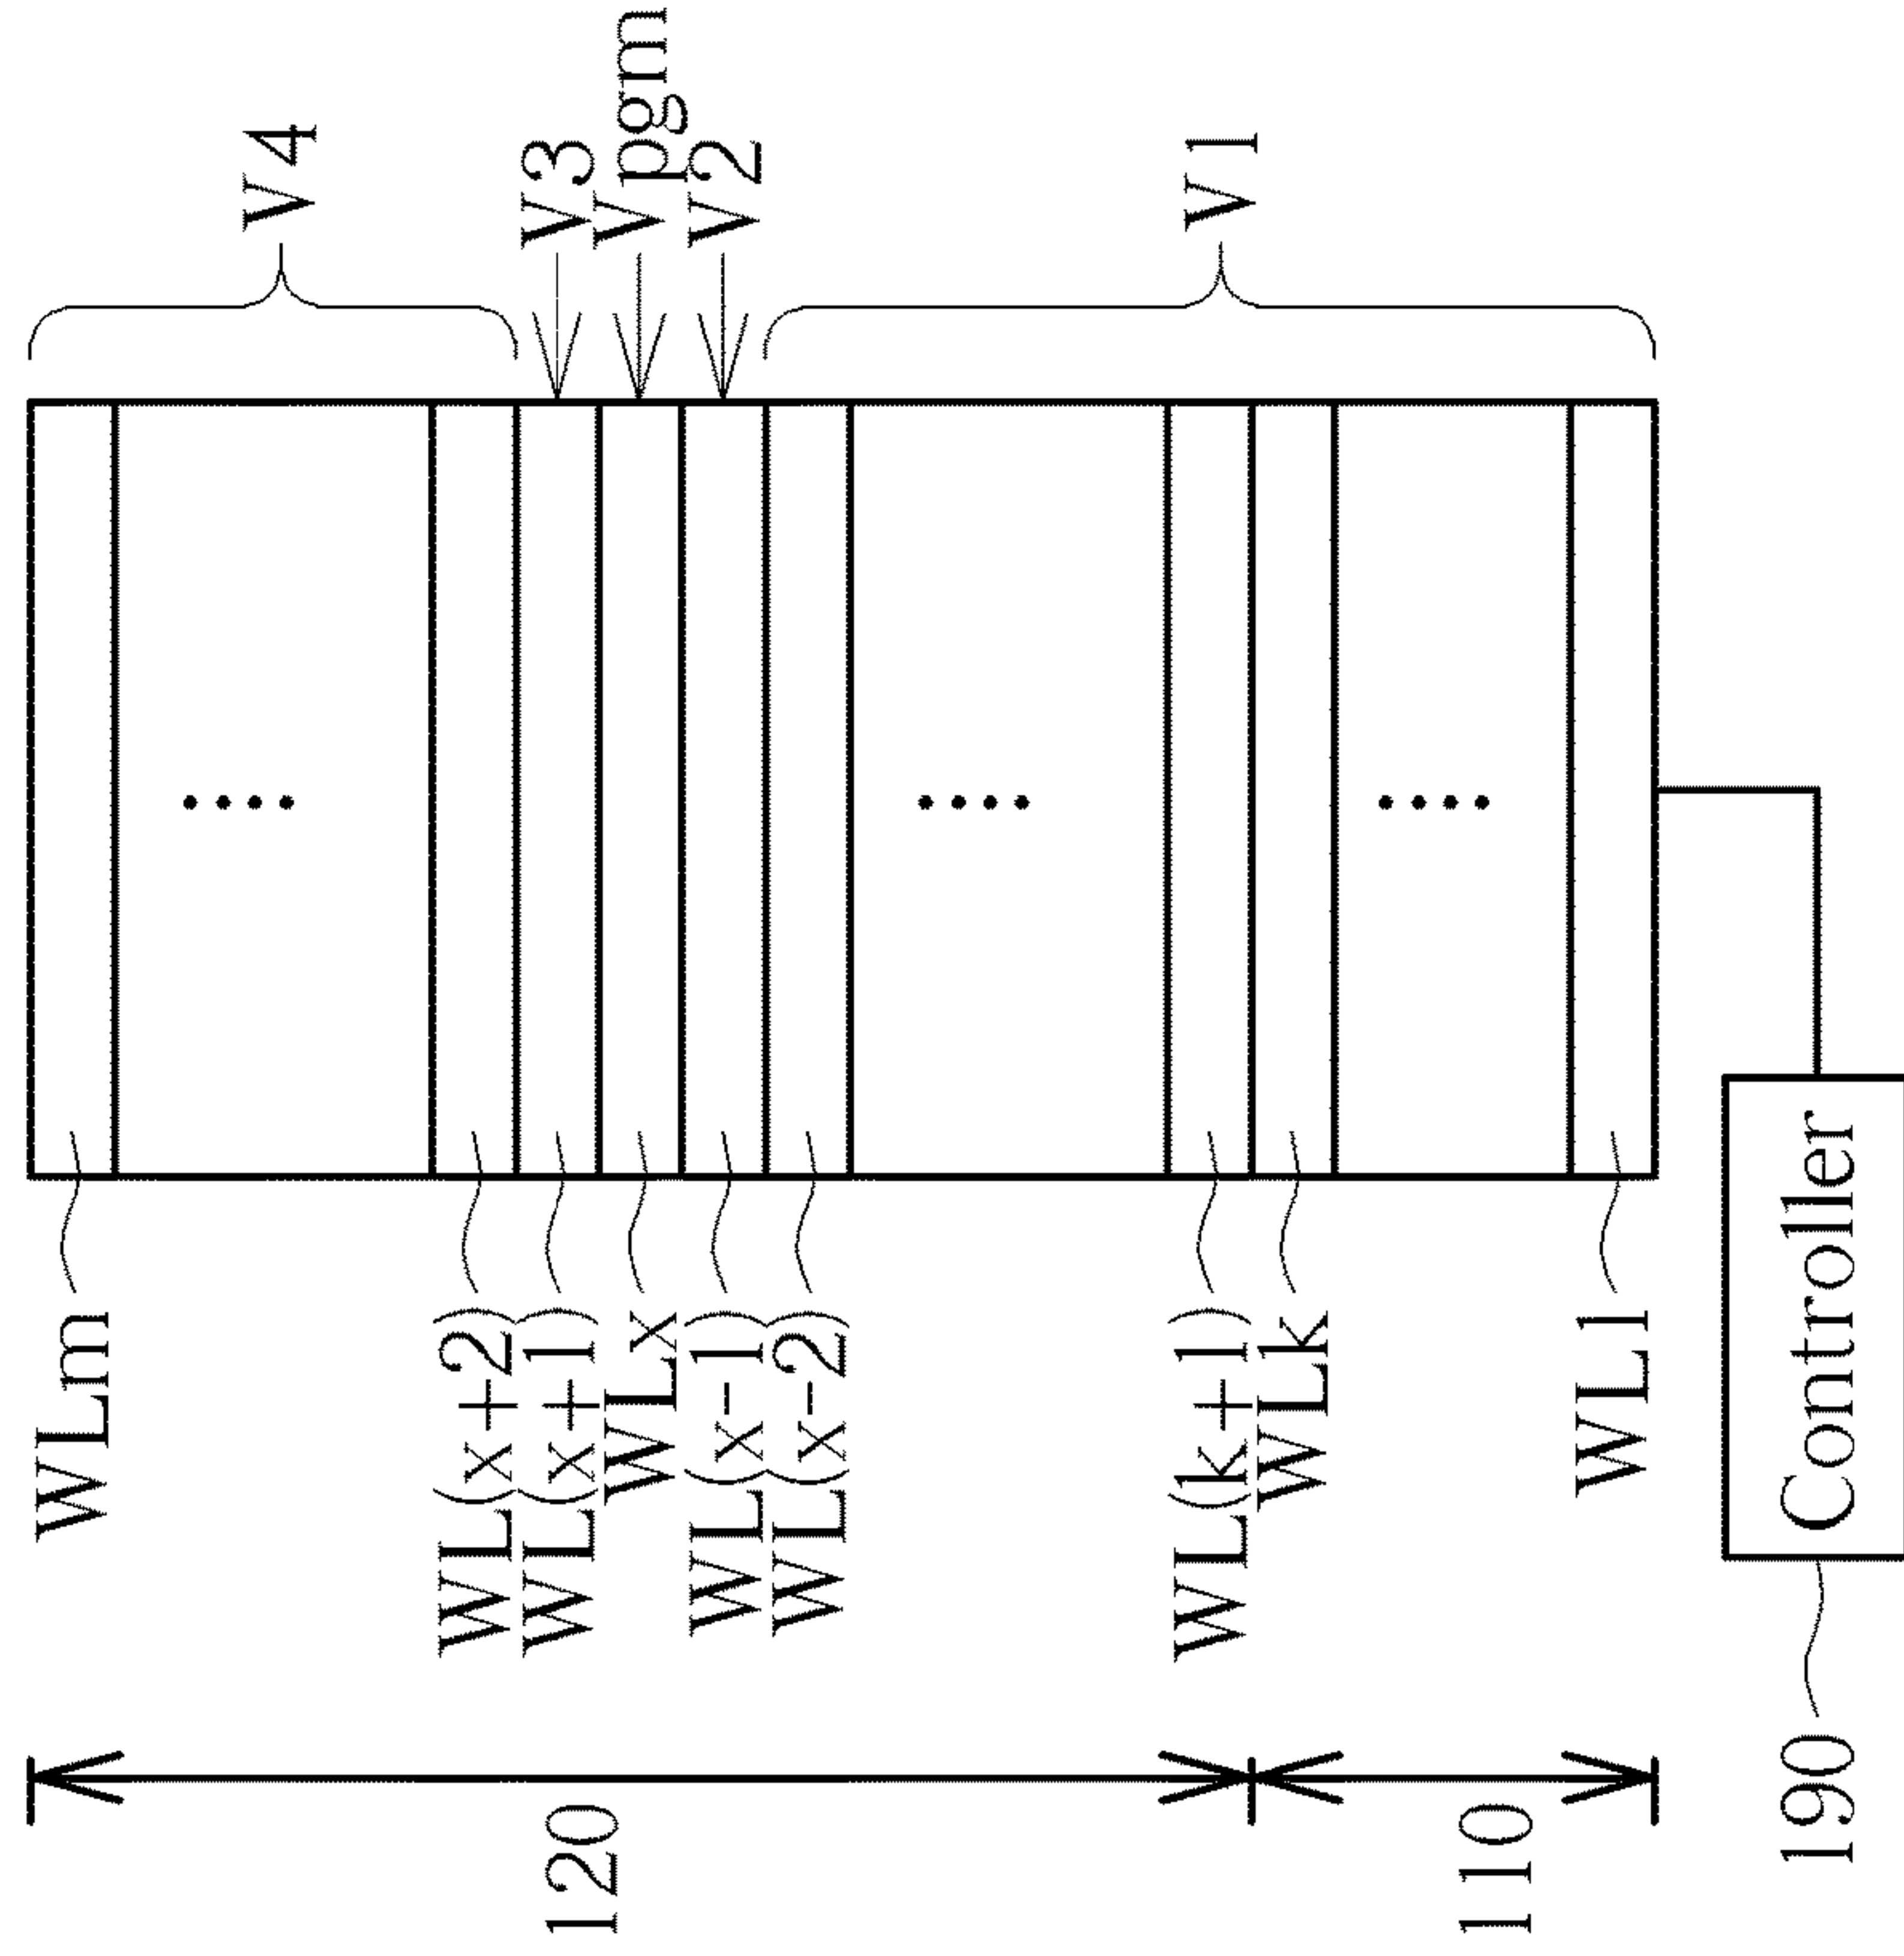 WLm
WL(x+2)
WL(x+1)
WLx
WL(x-1)
WL(x-2)
WL(k+1)
WLk
WL1
V4
V3
Vpgm
V2
V1
120
110
190
Controller